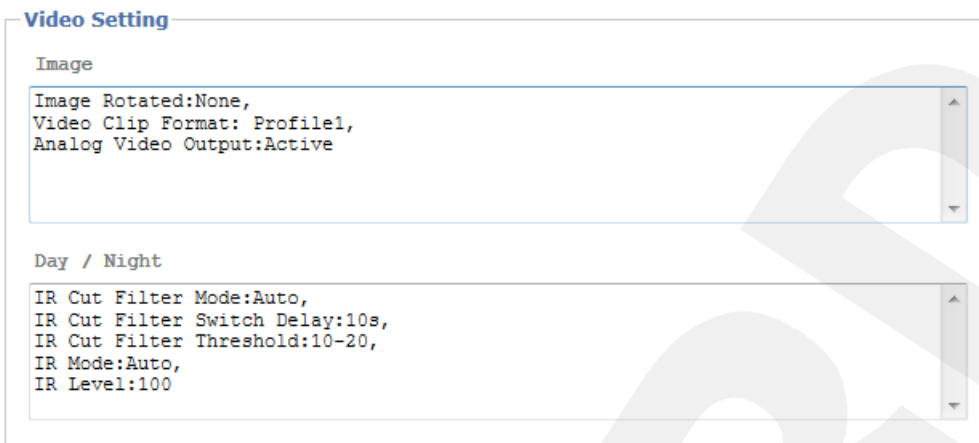 Video Setting
Image
Image Rotated:None,
Video Clip Format: Profile1,
Analog Video Output:Active
Day / Night
IR Cut Filter Mode:Auto,
IR Cut Filter Switch Delay:10s,
IR Cut Filter Threshold:10-20,
IR Mode:Auto,
IR Level:100